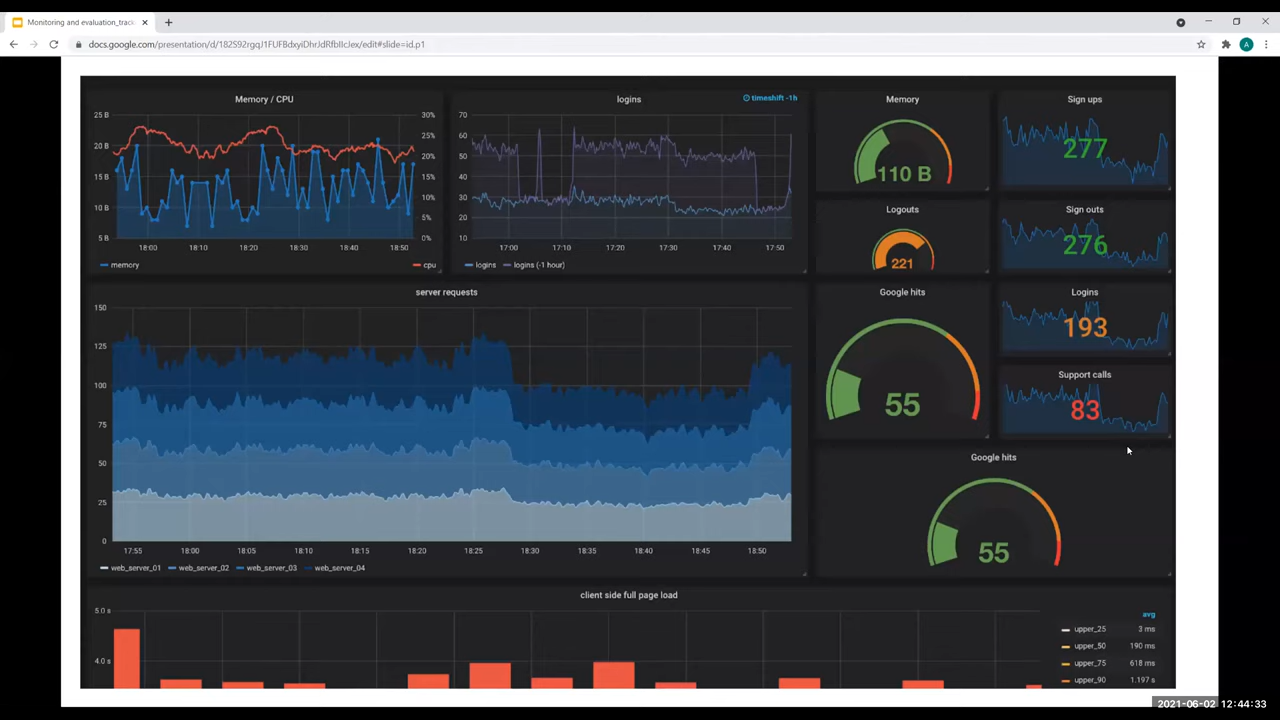 Monitoring and evaluation_track
docs.google.com/presentation/d/182S92rgqJ1FUFBdxyiDhrJdRfbIIcJex/edit#slide=id.p1
A
Memory / CPU
25 B
20 B
15 B
10 B
5 B
30%
25%
20%
15%
10%
5%
0%
18:00 18:10 18:20 18:30 18:40 18:50
memory
cpu
logins
timeshift -1h
70
60
50
40
30
20
10
17:00 17:10 17:20 17:30 17:40 17:50
logins logins (-1 hour)
Memory
110 B
Sign ups
277
Logouts
221
Sign outs
276
server requests
150
125
100
75
50
25
0
17:55 18:00 18:05 18:10 18:15 18:20 18:25 18:30 18:35 18:40 18:45 18:50
web_server_01 web_server_02 web_server_03 web_server_04
Google hits
55
Logins
193
Support calls
83
Google hits
55
client side full page load
5.0 s
4.0 s
avg
upper_25 3 ms
upper_50 190 ms
upper_75 618 ms
upper_90 1.197 s
2021-06-02 12:44:33